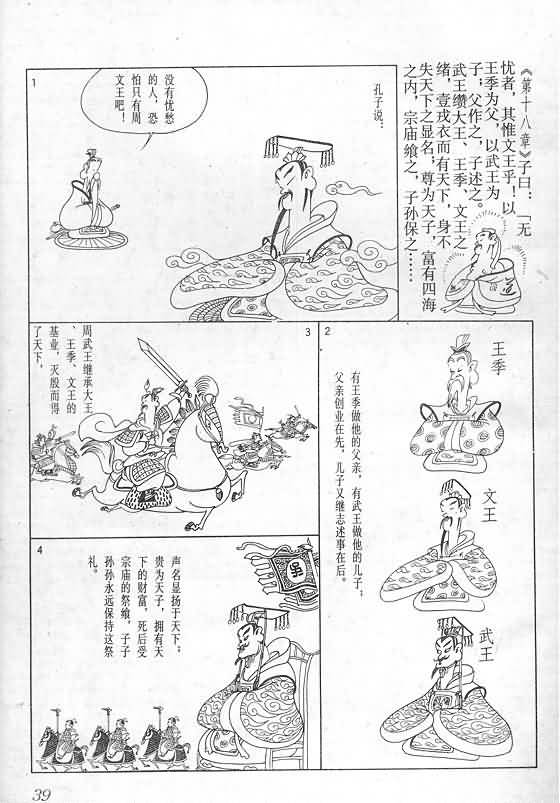 《第十八章》子曰：「无
忧者，其惟文王乎！以
王季为父，以武王为
子；父作之，子述之。
武王缵大王、王季、文王之
绪，壹戎衣而有天下，身不
失天下之显名，尊为天子，富有四海
之内，宗庙飨之，子孙保之……
1
孔子说：
没有忧愁
的人，恐
怕只有周
文王吧！
2
王季
文王
武王
有王季做他的父亲，有武王做他的儿子；
父亲创业在先，儿子又继志述事在后。
3
周武王继承大王
、王季、文王的
基业，灭殷而得
了天下，
4
声名显扬于天下；
贵为天子，拥有天
下的财富，死后受
宗庙的祭飨，子子
孙孙永远保持这祭
礼。
39